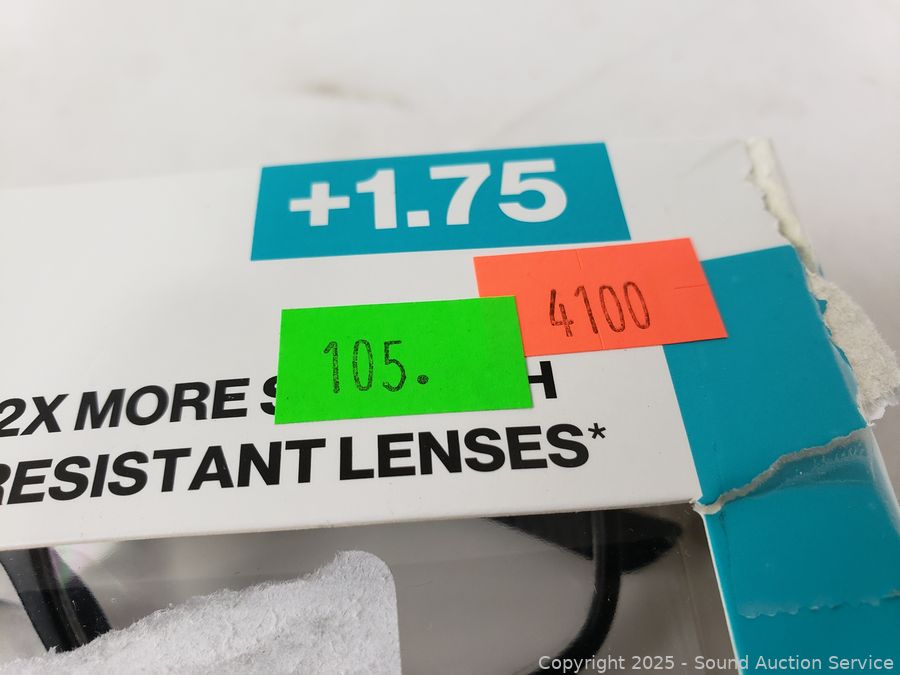 +1.75
4100
105.
2X MORE S H
RESISTANT LENSES*
Copyright 2025 - Sound Auction Service